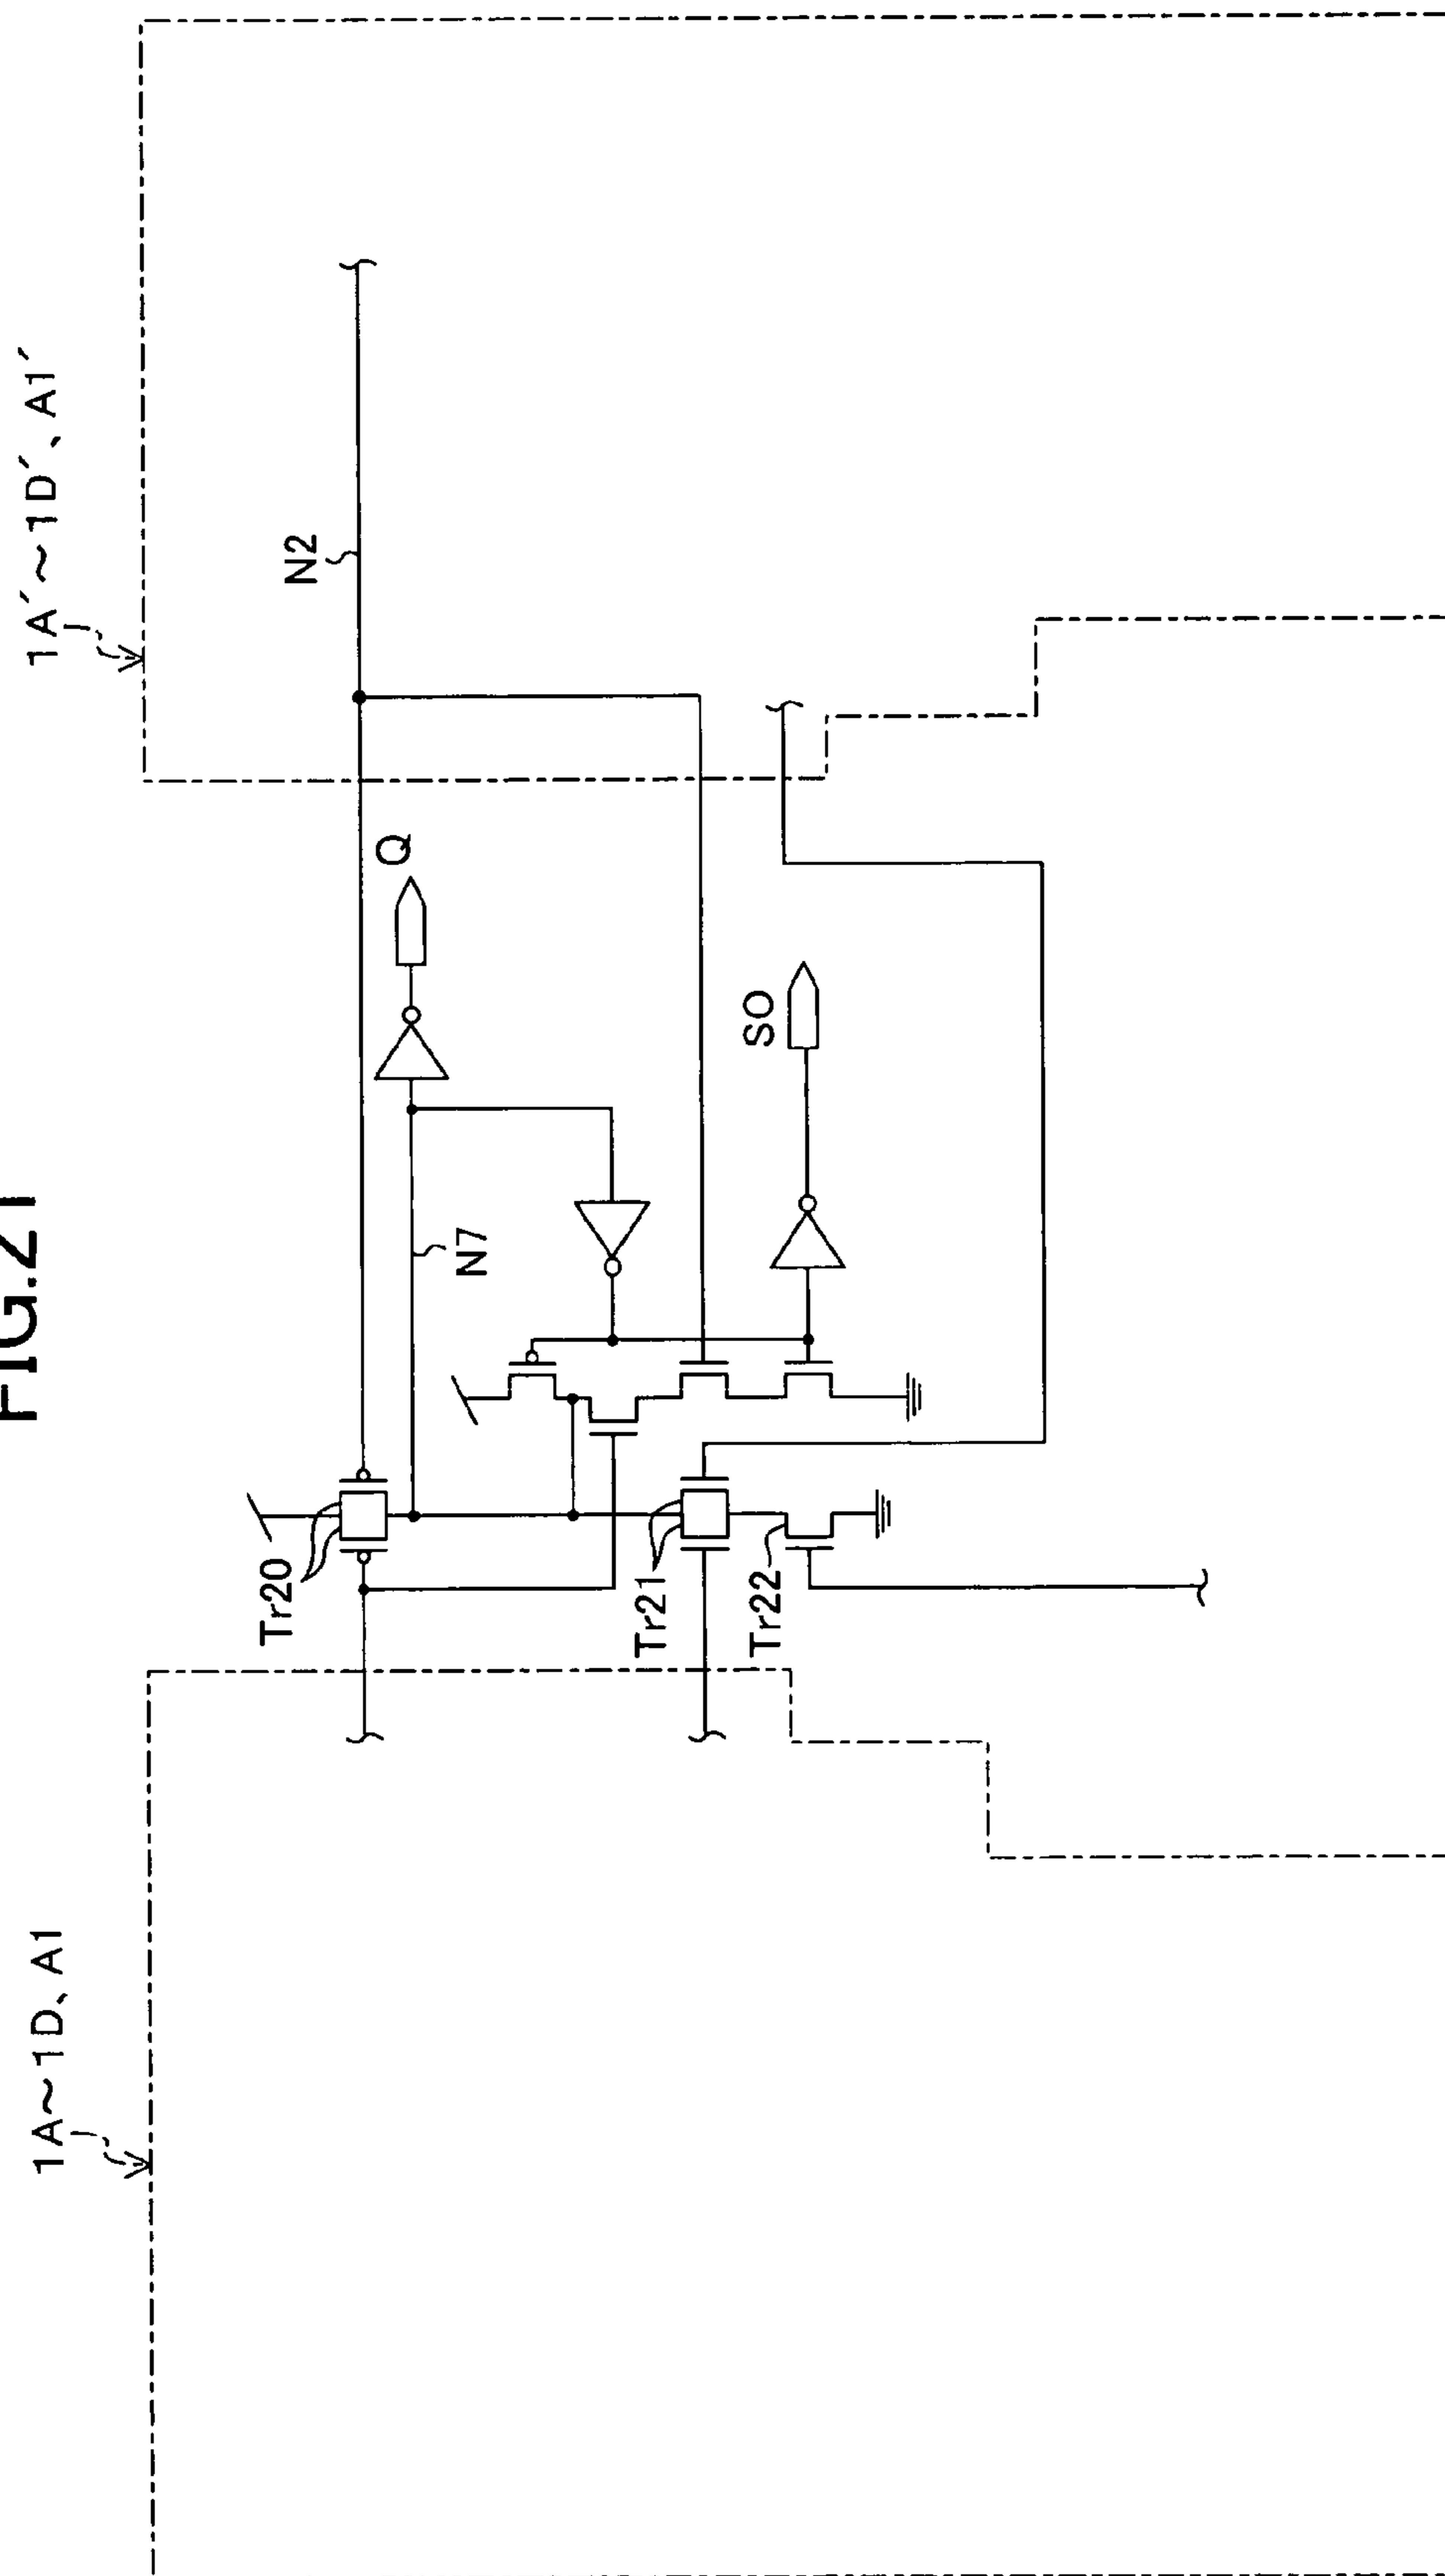 FIG.21
1A~1D、A1
1A´~1D´、A1´
Tr20
N2
Q
N7
Tr21
SO
Tr22